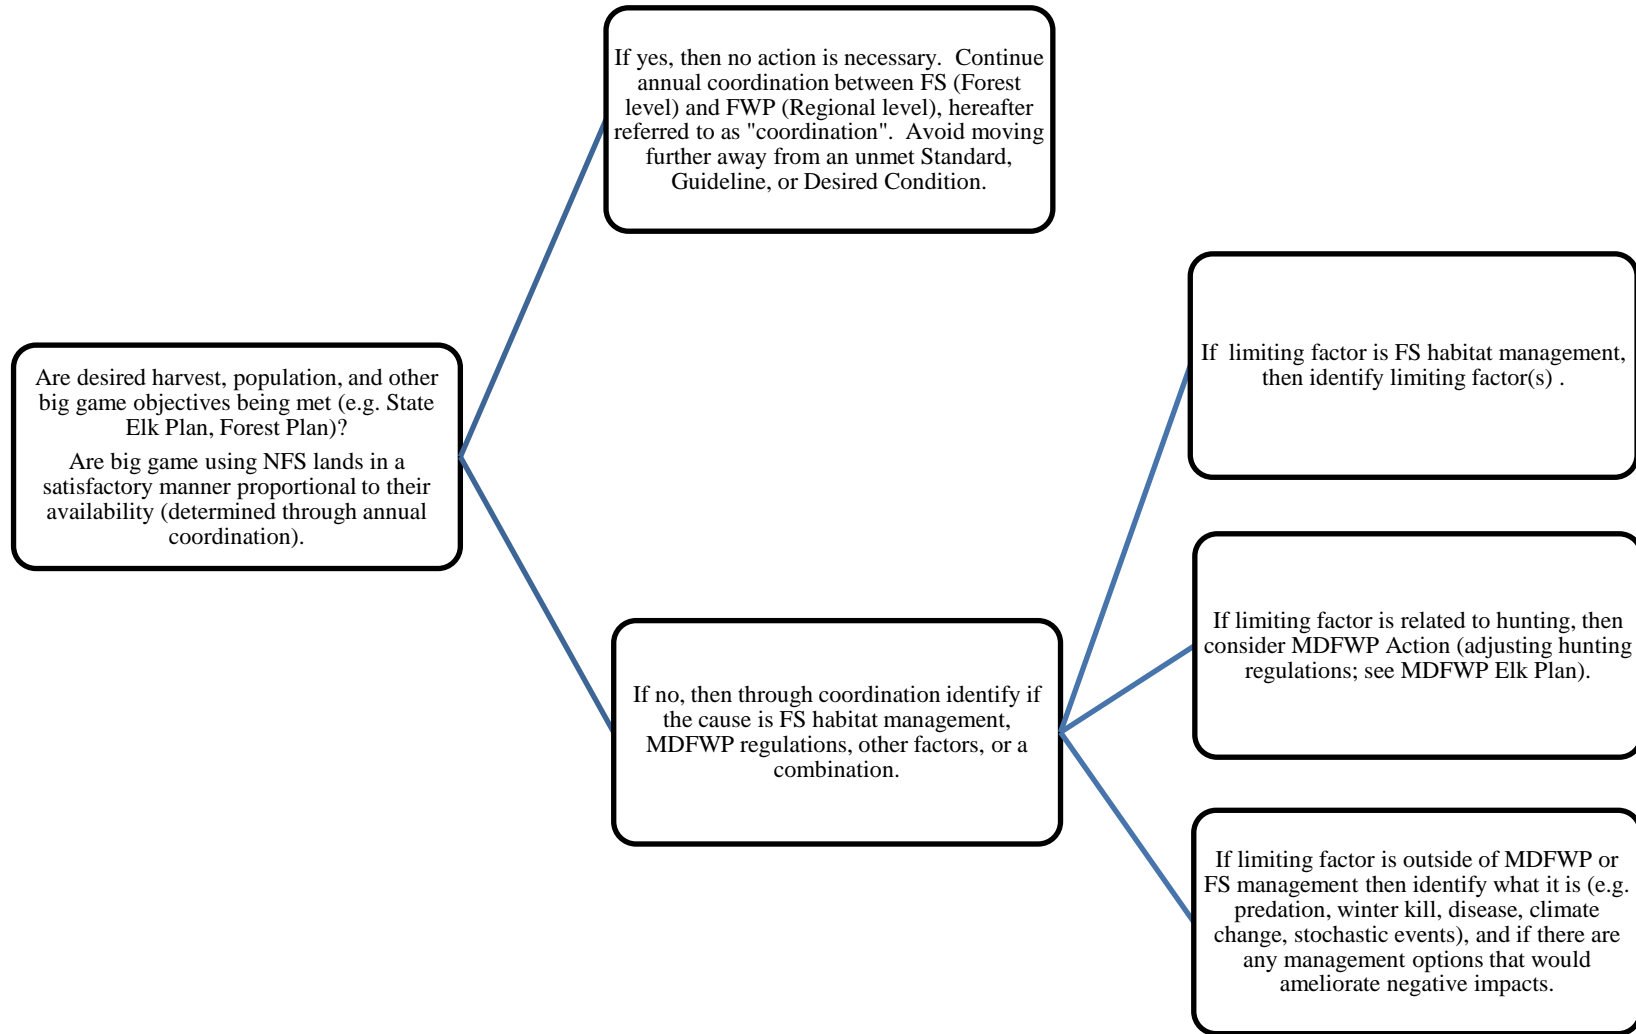 Are desired harvest, population, and other
big game objectives being met (e.g. State
Elk Plan, Forest Plan)?
Are big game using NFS lands in a
satisfactory manner proportional to their
availability (determined through annual
coordination).
If yes, then no action is necessary.  Continue
annual coordination between FS (Forest
level) and FWP (Regional level), hereafter
referred to as "coordination".  Avoid moving
further away from an unmet Standard,
Guideline, or Desired Condition.
If no, then through coordination identify if
the cause is FS habitat management,
MDFWP regulations, other factors, or a
combination.
If  limiting factor is FS habitat management,
then identify limiting factor(s) .
If limiting factor is related to hunting, then
consider MDFWP Action (adjusting hunting
regulations; see MDFWP Elk Plan).
If limiting factor is outside of MDFWP or
FS management then identify what it is (e.g.
predation, winter kill, disease, climate
change, stochastic events), and if there are
any management options that would
ameliorate negative impacts.